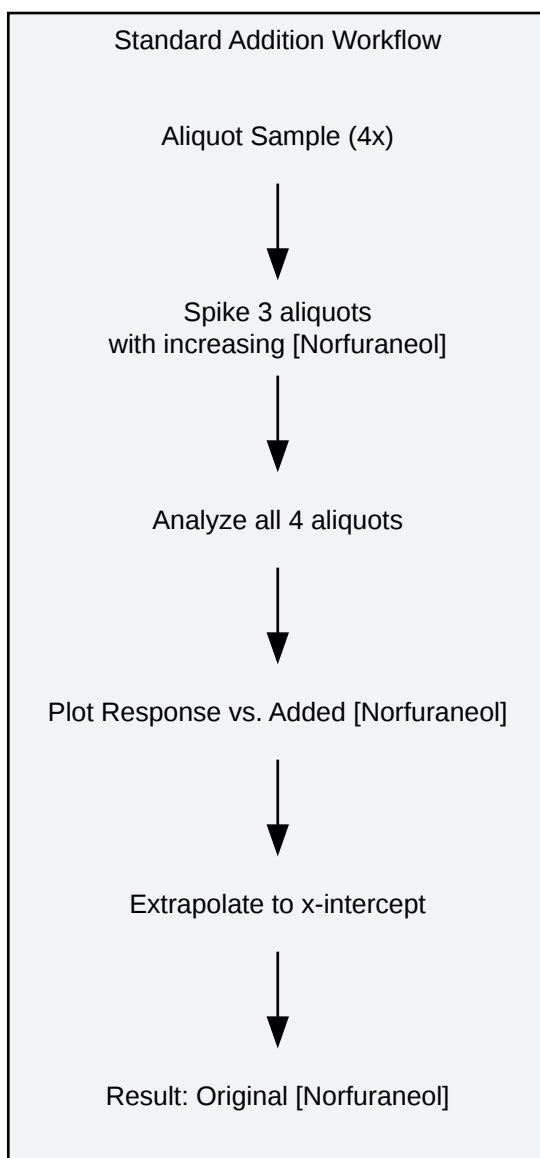 Standard Addition Workflow
Aliquot Sample (4x)
Spike 3 aliquots
with increasing [Norfuraneol]
Analyze all 4 aliquots
Plot Response vs. Added [Norfuraneol]
Extrapolate to x-intercept
Result: Original [Norfuraneol]